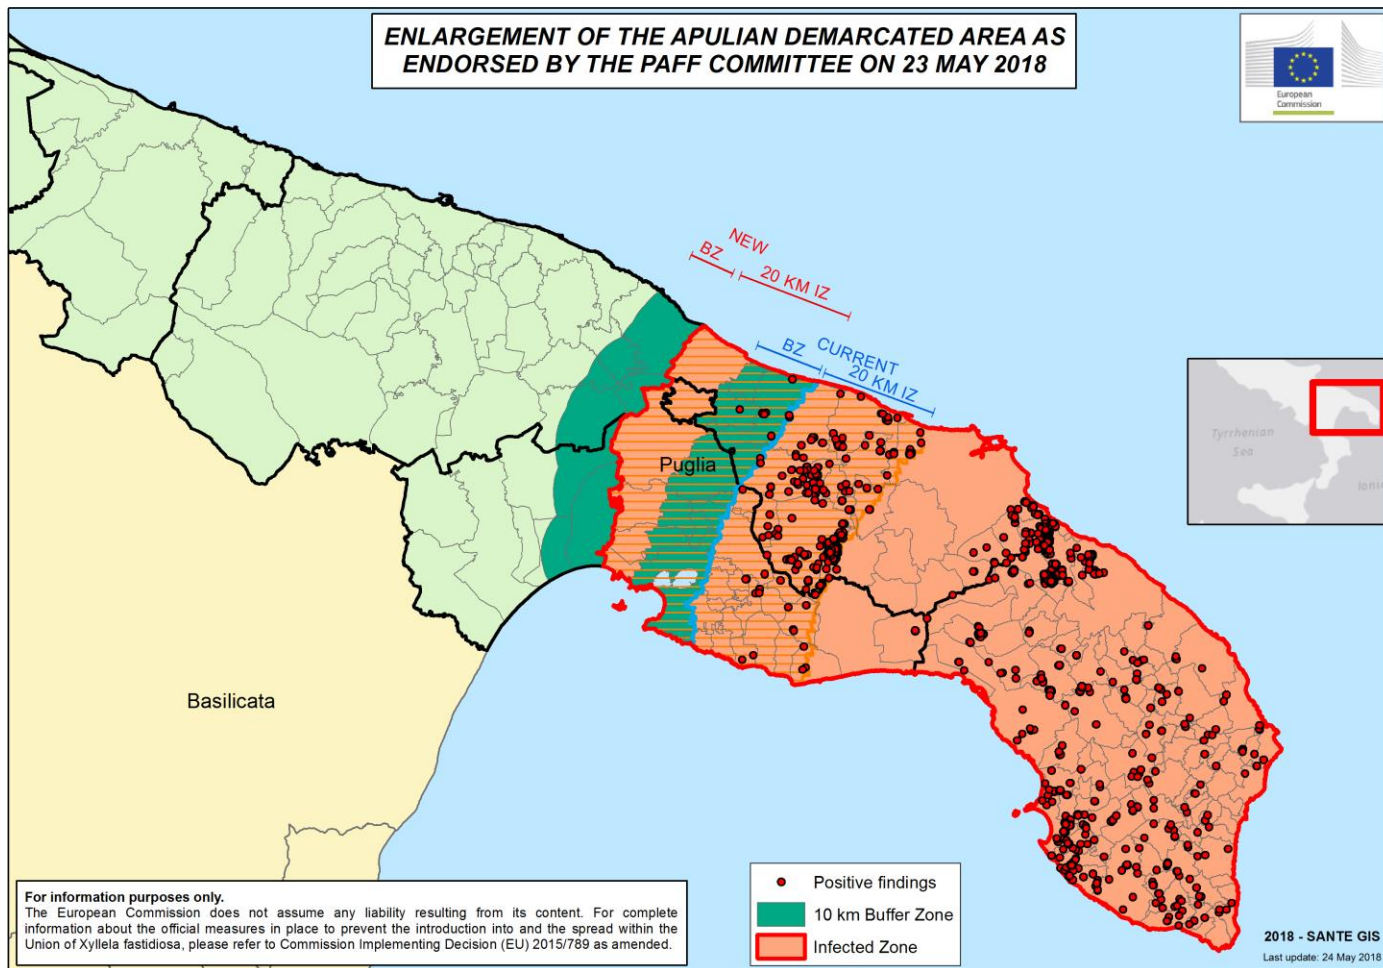 ENLARGEMENT OF THE APULIAN DEMARCATED AREA AS
ENDORSED BY THE PAFF COMMITTEE ON 23 MAY 2018
European
Commission
NEW
BZ
20 KM IZ
CURRENT
BZ
20 KM IZ
Tyrrhenian
Sea
Ionia
Puglia
Basilicata
For information purposes only.
The European Commission does not assume any liability resulting from its content. For complete
information about the official measures in place to prevent the introduction into and the spread within the
Union of Xyllela fastidiosa, please refer to Commission Implementing Decision (EU) 2015/789 as amended.
Positive findings
10 km Buffer Zone
Infected Zone
2018 - SANTE GIS
Last update: 24 May 2018